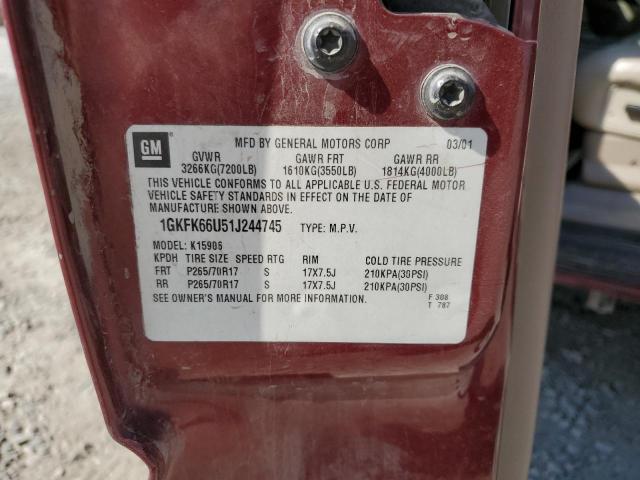 GM
MFD BY GENERAL MOTORS CORP 03/01
GVWR GAWR FRT GAWR RR
3266KG(7200LB) 1610KG(3550LB) 1814KG(4000LB)
THIS VEHICLE CONFORMS TO ALL APPLICABLE U.S. FEDERAL MOTOR
VEHICLE SAFETY STANDARDS IN EFFECT ON THE DATE OF
MANUFACTURE SHOWN ABOVE.
1GKFK66U51J244745 TYPE: M.P.V.
MODEL: K15906
KPDH TIRE SIZE SPEED RTG RIM COLD TIRE PRESSURE
FRT P265/70R17 S 17X7.5J 210KPA(30PSI)
RR P265/70R17 S 17X7.5J 210KPA(30PSI)
SEE OWNER'S MANUAL FOR MORE INFORMATION.
F 308
T 787